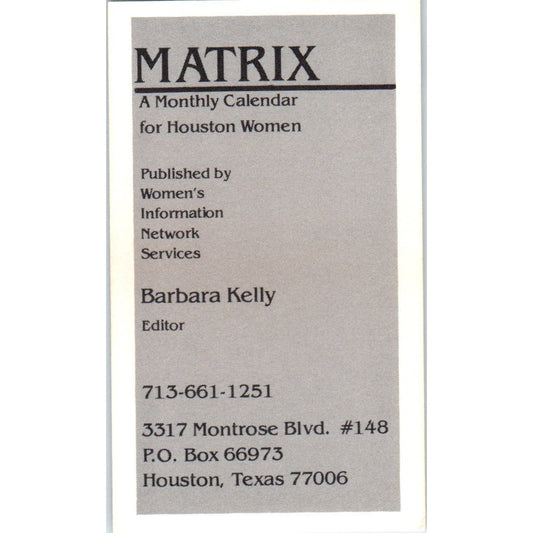 MATRIX
A Monthly Calendar
for Houston Women
Published by
Women's
Information
Network
Services
Barbara Kelly
Editor
713-661-1251
3317 Montrose Blvd. #148
P.O. Box 66973
Houston, Texas 77006